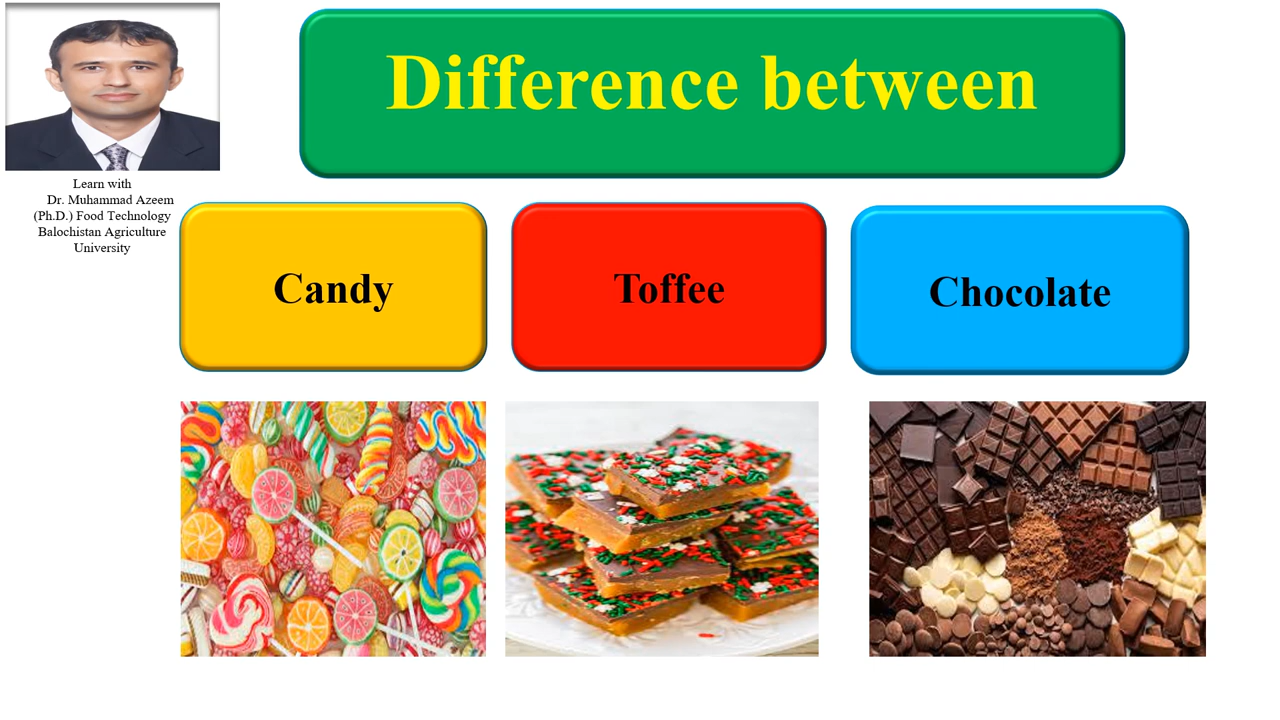 Difference between
Learn with
Dr. Muhammad Azeem
(Ph.D.) Food Technology
Balochistan Agriculture
University
Candy
Toffee
Chocolate